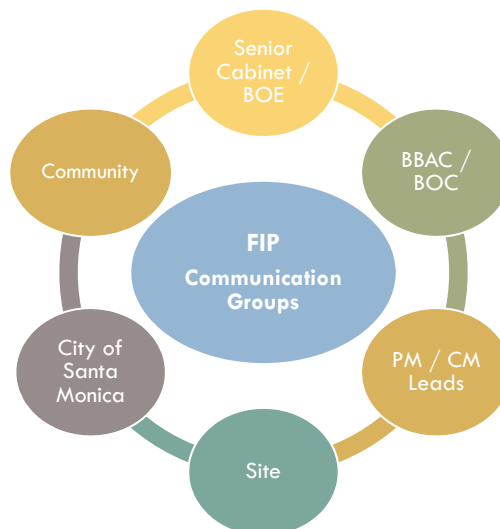 Senior
Cabinet /
BOE
BBAC /
BOC
PM / CM
Leads
Site
City of
Santa
Monica
Community
FIP
Communication
Groups